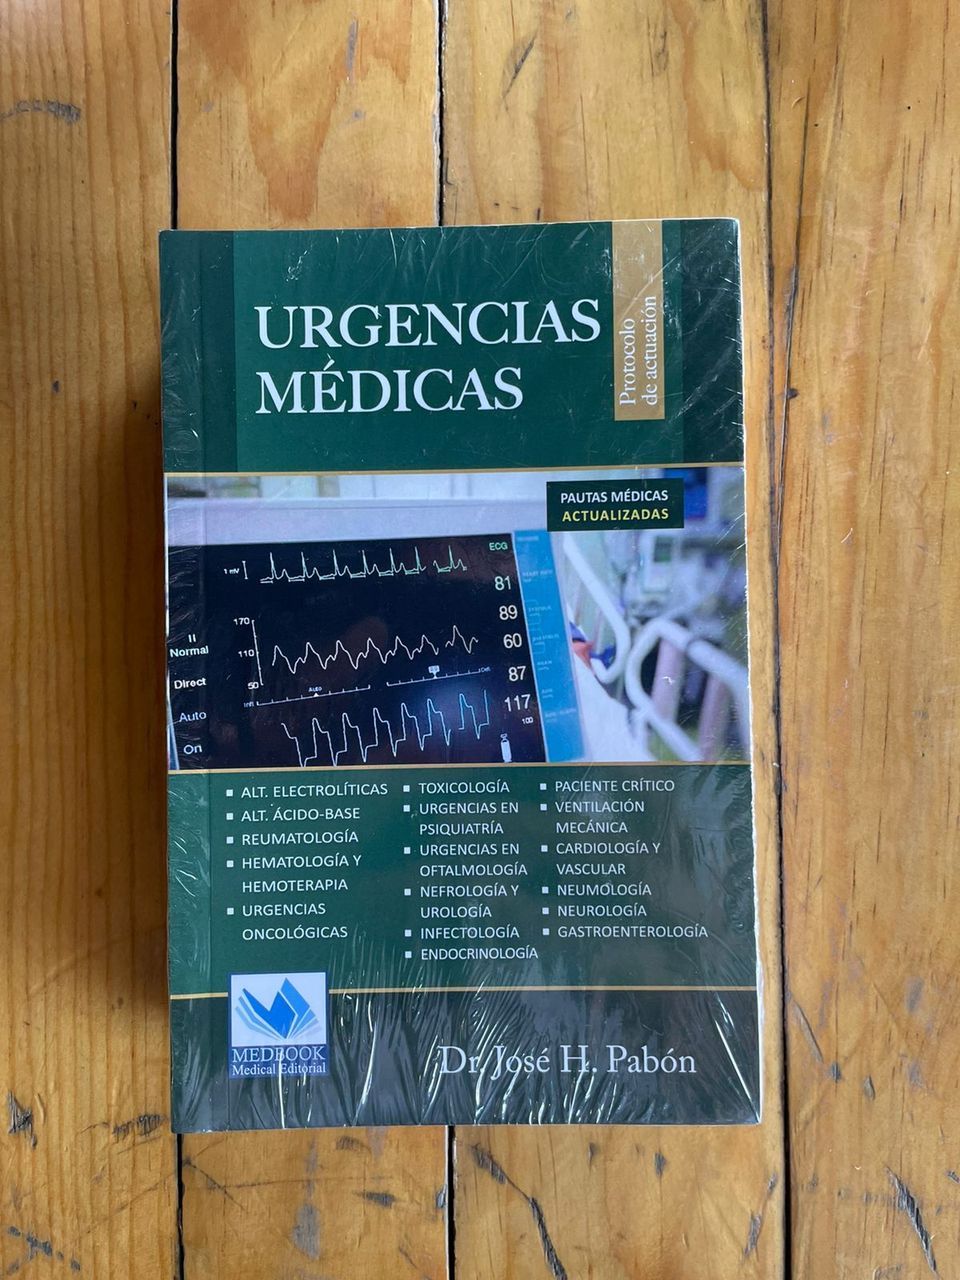 URGENCIAS
MÉDICAS
Protocolo
de actuación
PAUTAS MÉDICAS
ACTUALIZADAS
1 mV
ECG
81
170
110
50
89
60
87
117
100
II
Normal
Direct
Auto
On
ALT. ELECTROLÍTICAS
ALT. ÁCIDO-BASE
REUMATOLOGÍA
HEMATOLOGÍA Y
HEMOTERAPIA
URGENCIAS
ONCOLÓGICAS
TOXICOLOGÍA
URGENCIAS EN
PSIQUIATRÍA
URGENCIAS EN
OFTALMOLOGÍA
NEFROLOGÍA Y
UROLOGÍA
INFECTOLOGÍA
ENDOCRINOLOGÍA
PACIENTE CRÍTICO
VENTILACIÓN
MECÁNICA
CARDIOLOGÍA Y
VASCULAR
NEUMOLOGÍA
NEUROLOGÍA
GASTROENTEROLOGÍA
MEDBOOK
Medical Editorial
Dr. José H. Pabón